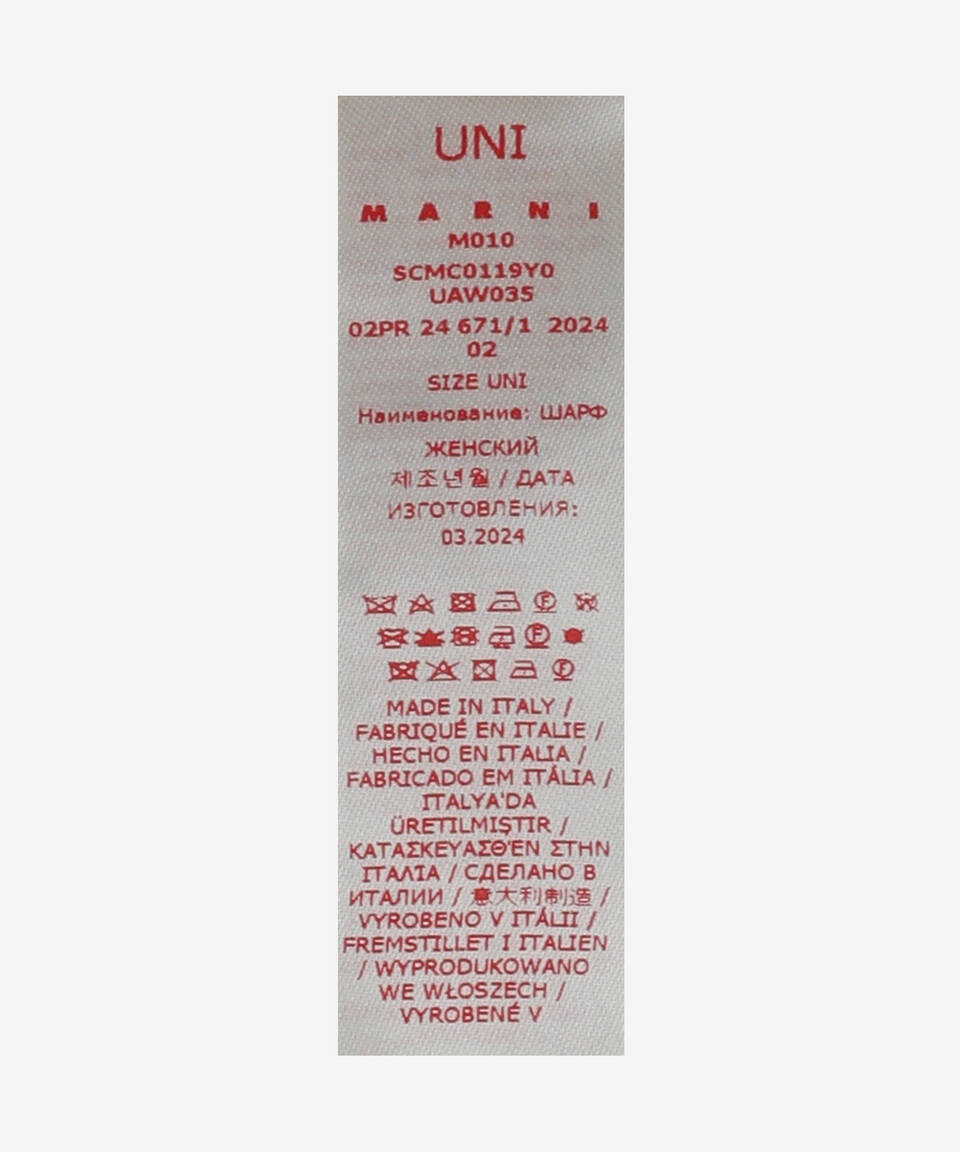 UNI
MARNI
M010
SCMC0119Y0
UAW035
02PR 24 671/1 2024
02
SIZE UNI
Наименование: ШАРФ
ЖЕНСКИЙ
제조년월 / ДАТА
ИЗГОТОВЛЕНИЯ:
03.2024
MADE IN ITALY /
FABRIQUÉ EN ITALIE /
HECHO EN ITALIA /
FABRICADO EM ITÁLIA /
ITALYA'DA
ÜRETILMIŞTIR /
ΚΑΤΑΣΚΕΥΑΣΘΈΝ ΣΤΗΝ
ΙΤΑΛΊΑ / СДЕЛАНО В
ИТАЛИИ / 意大利制造 /
VYROBENO V ITÁLII /
FREMSTILLET I ITALIEN
/ WYPRODUKOWANO
WE WŁOSZECH /
VYROBENÉ V